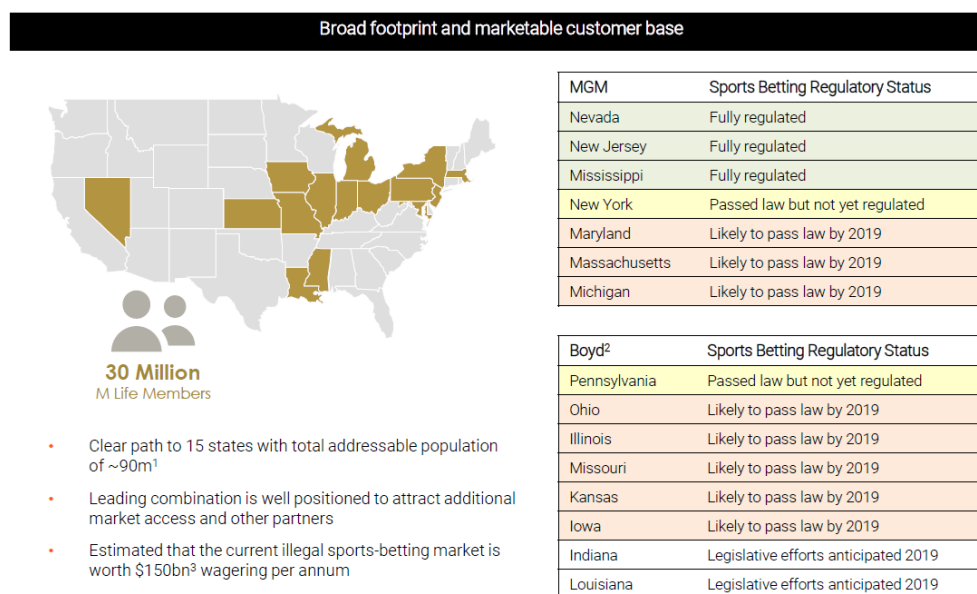 Broad footprint and marketable customer base
30 Million
M Life Members
• Clear path to 15 states with total addressable population
of ~90m¹
• Leading combination is well positioned to attract additional
market access and other partners
• Estimated that the current illegal sports-betting market is
worth $150bn³ wagering per annum
MGM Sports Betting Regulatory Status
Nevada Fully regulated
New Jersey Fully regulated
Mississippi Fully regulated
New York Passed law but not yet regulated
Maryland Likely to pass law by 2019
Massachusetts Likely to pass law by 2019
Michigan Likely to pass law by 2019
Boyd² Sports Betting Regulatory Status
Pennsylvania Passed law but not yet regulated
Ohio Likely to pass law by 2019
Illinois Likely to pass law by 2019
Missouri Likely to pass law by 2019
Kansas Likely to pass law by 2019
Iowa Likely to pass law by 2019
Indiana Legislative efforts anticipated 2019
Louisiana Legislative efforts anticipated 2019